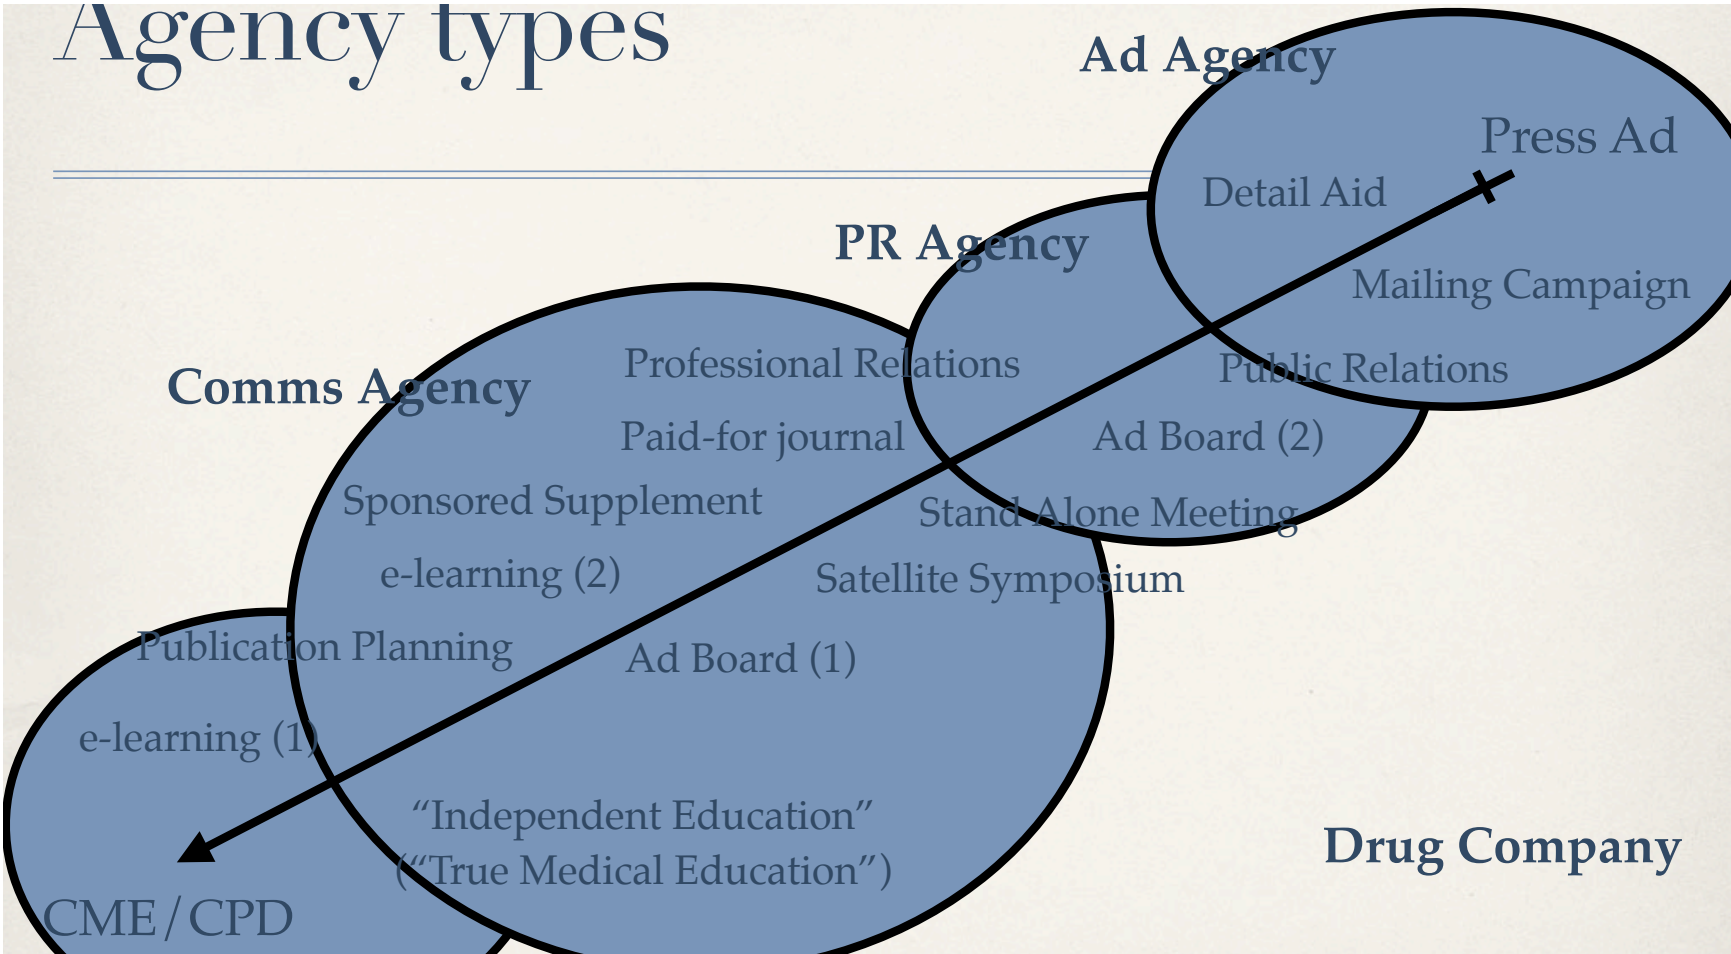 Agency types
Ad Agency
Press Ad
Detail Aid
PR Agency
Mailing Campaign
Professional Relations
Public Relations
Comms Agency
Paid-for journal
Ad Board (2)
Sponsored Supplement
Stand Alone Meeting
e-learning (2)
Satellite Symposium
Publication Planning
Ad Board (1)
e-learning (1)
“Independent Education”
(“True Medical Education”)
Drug Company
CME/CPD